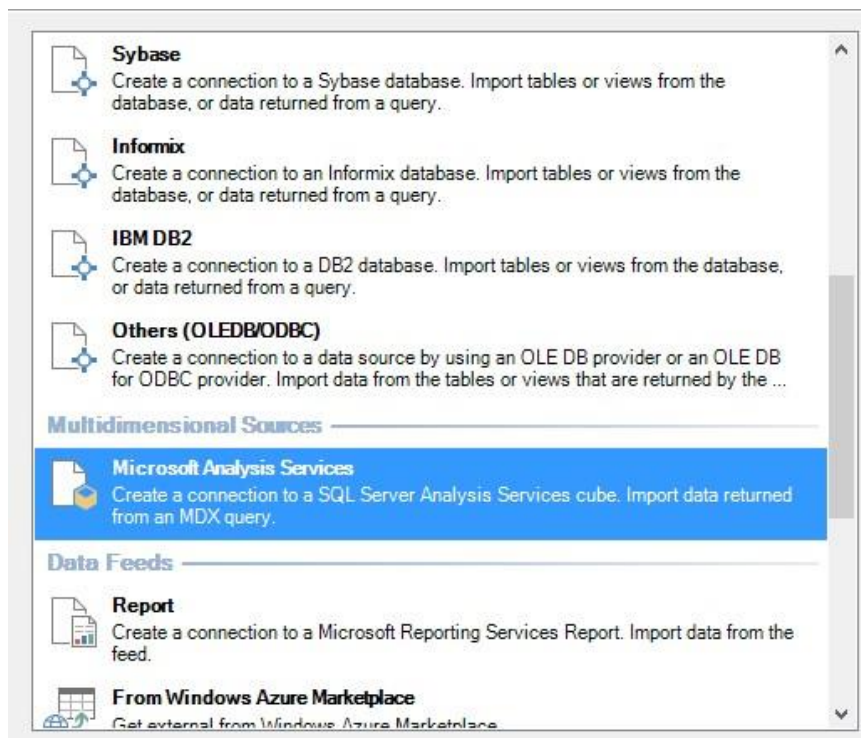 Sybase
Create a connection to a Sybase database. Import tables or views from the
database, or data returned from a query.
Informix
Create a connection to an Informix database. Import tables or views from the
database, or data returned from a query.
IBM DB2
Create a connection to a DB2 database. Import tables or views from the database,
or data returned from a query.
Others (OLEDB/ODBC)
Create a connection to a data source by using an OLE DB provider or an OLE DB
for ODBC provider. Import data from the tables or views that are returned by the ...
Multidimensional Sources
Microsoft Analysis Services
Create a connection to a SQL Server Analysis Services cube. Import data returned
from an MDX query.
Data Feeds
Report
Create a connection to a Microsoft Reporting Services Report. Import data from the
feed.
From Windows Azure Marketplace
Get external from Windows Azure Marketplace